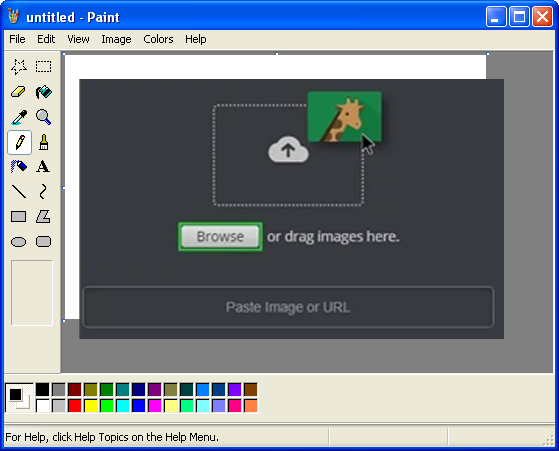 untitled - Paint
File Edit View Image Colors Help
A
Browse or drag images here.
Paste Image or URL
For Help, click Help Topics on the Help Menu.